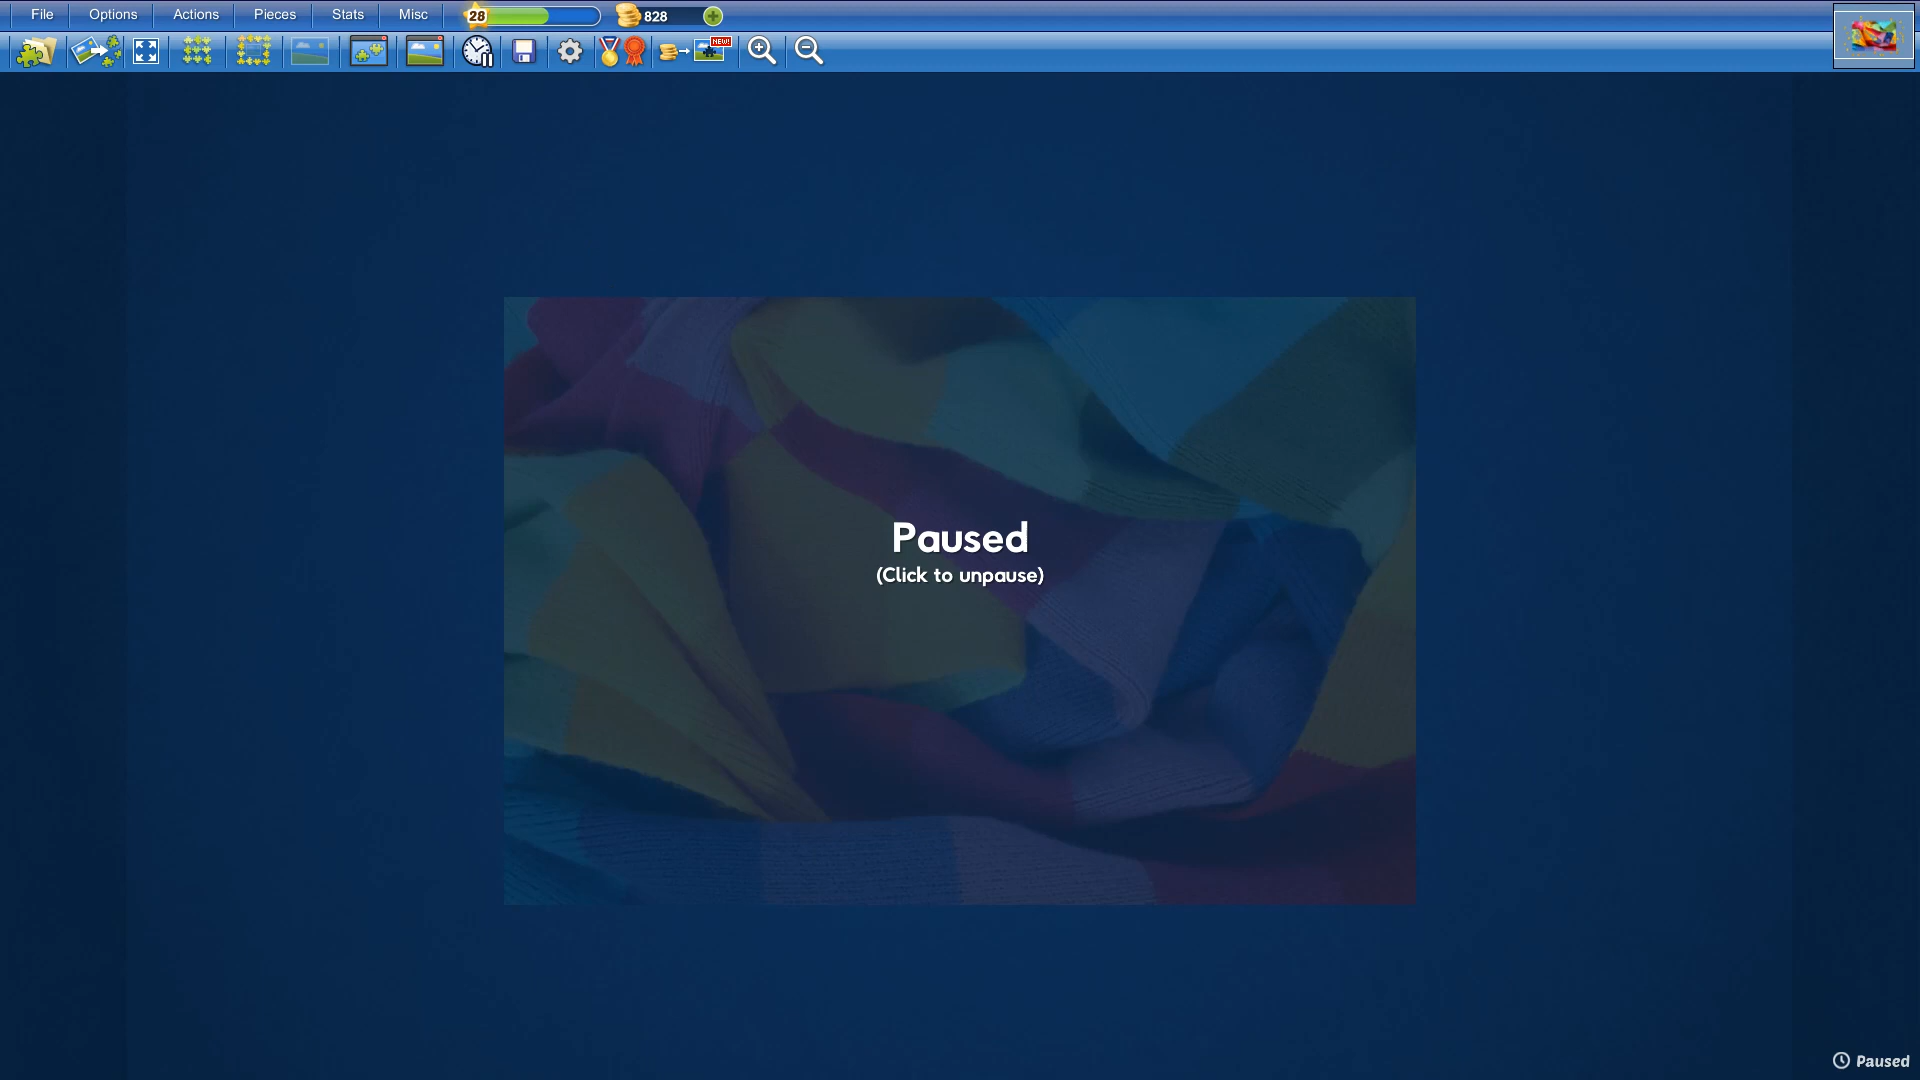 File Options Actions Pieces Stats Misc 28 828
NEW!
Paused
(Click to unpause)
Paused